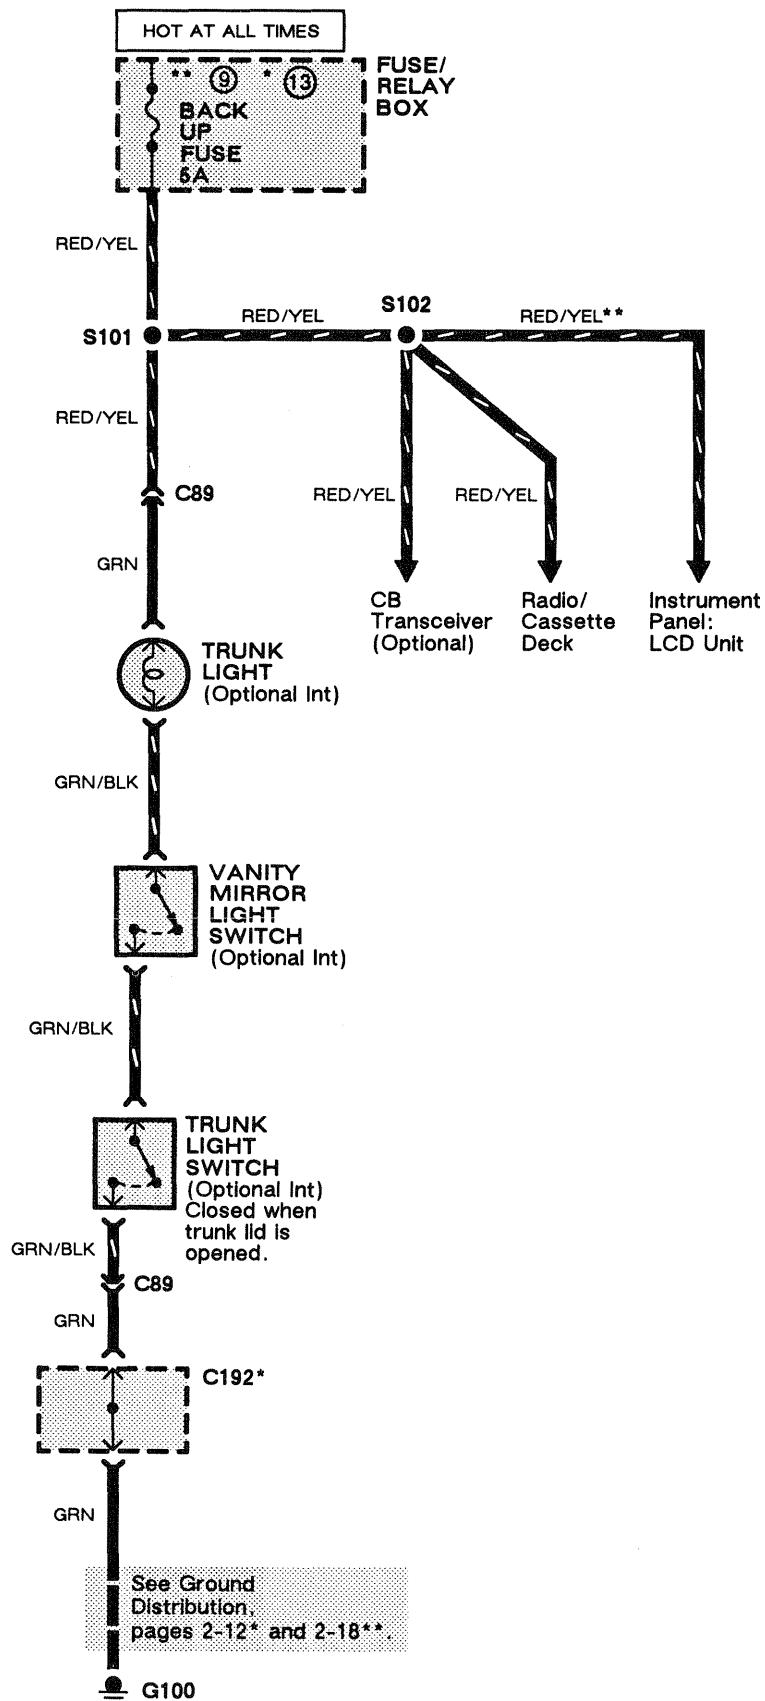 HOT AT ALL TIMES
** 9 * 13
FUSE/
RELAY
BOX
BACK
UP
FUSE
5A
RED/YEL
S101
RED/YEL
S102
RED/YEL**
RED/YEL
C89
RED/YEL
RED/YEL
GRN
CB
Transceiver
(Optional)
Radio/
Cassette
Deck
Instrument
Panel:
LCD Unit
TRUNK
LIGHT
(Optional Int)
GRN/BLK
VANITY
MIRROR
LIGHT
SWITCH
(Optional Int)
GRN/BLK
TRUNK
LIGHT
SWITCH
(Optional Int)
Closed when
trunk lid is
opened.
GRN/BLK
C89
GRN
C192*
GRN
See Ground
Distribution,
pages 2-12* and 2-18**.
G100